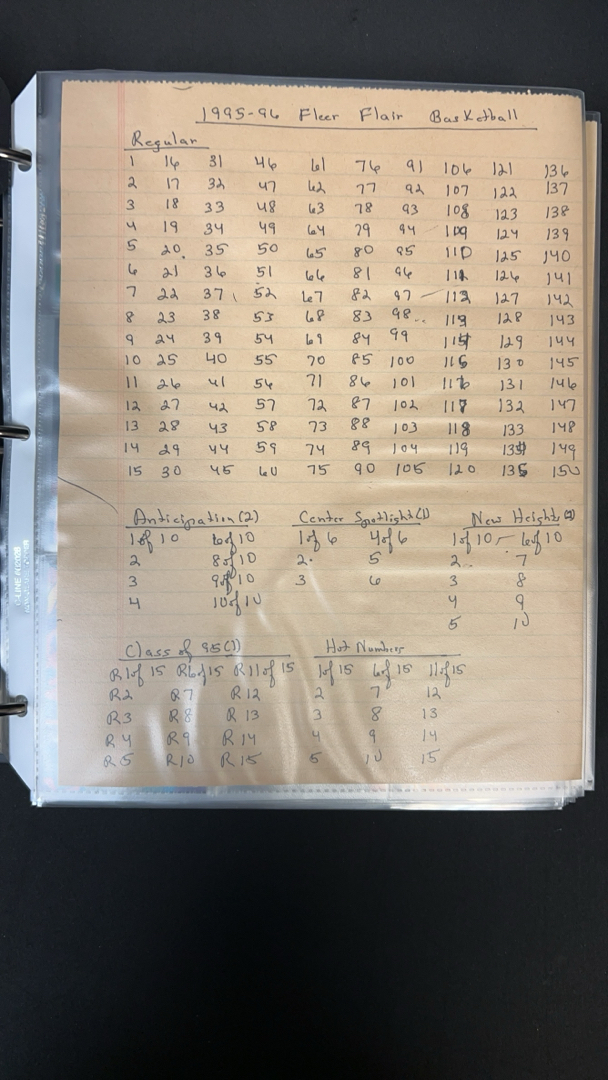 1995-96 Fleer Flair Basketball
Regular
1 16 31 46 61 76 91 106 121 136
2 17 32 47 62 77 92 107 122 137
3 18 33 48 63 78 93 108 123 138
4 19 34 49 64 79 94 109 124 139
5 20 35 50 65 80 95 110 125 140
6 21 36 51 66 81 96 111 126 141
7 22 37 52 67 82 97 112 127 142
8 23 38 53 68 83 98 113 128 143
9 24 39 54 69 84 99 114 129 144
10 25 40 55 70 85 100 115 130 145
11 26 41 56 71 86 101 116 131 146
12 27 42 57 72 87 102 117 132 147
13 28 43 58 73 88 103 118 133 148
14 29 44 59 74 89 104 119 134 149
15 30 45 60 75 90 105 120 135 150
Anticipation (2) Center Spotlight (1) New Heights (2)
1 of 10 6 of 10 1 of 6 4 of 6 1 of 10 6 of 10
2 8 of 10 2 5 2 7
3 9 of 10 3 6 3 8
4 10 of 10 4 9
5 10
Class of 95 (1) Hot Numbers
R1 of 15 R6 of 15 R11 of 15 1 of 15 6 of 15 11 of 15
R2 R7 R12 2 7 12
R3 R8 R13 3 8 13
R4 R9 R14 4 9 14
R5 R10 R15 5 10 15